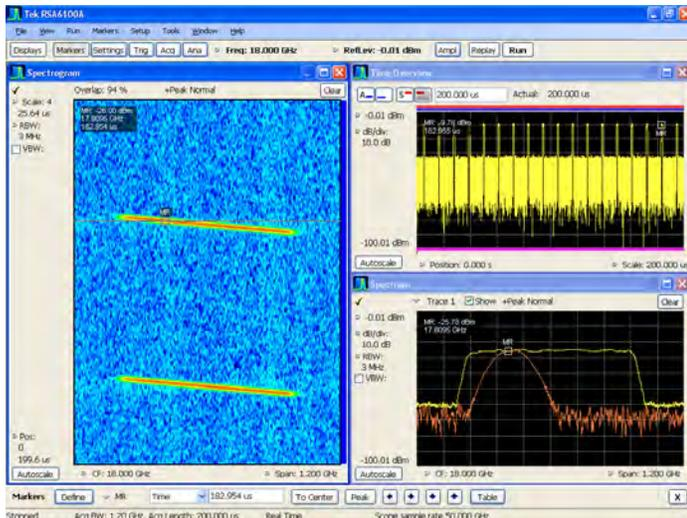 Tek RSA6100A
File View Run Markers Setup Tools Window Help
Displays Markers Settings Trig Acq Ana Freq: 18.000 GHz RefLev: -0.01 dBm Ampl Replay Run
Spectrogram
Overlap: 94 % +Peak Normal Clear
Scale: 4
25.64 us
RBW:
3 MHz
VBW:
MR: -26.00 dBm
17.8095 GHz
182.954 us
MR
Pos:
0
199.6 us
Autoscale CF: 18.000 GHz Span: 1.200 GHz
Time Overview
200.000 us Actual: 200.000 us
-0.01 dBm
dB/div:
10.0 dB
MR: -9.78 dBm
182.955 us
MR
-100.01 dBm
Autoscale Position: 0.000 s Scale: 200.000 us
Spectrum
Trace 1 Show +Peak Normal Clear
-0.01 dBm
dB/div:
10.0 dB
RBW:
3 MHz
VBW:
MR: -25.78 dBm
17.8095 GHz
MR
-100.01 dBm
Autoscale CF: 18.000 GHz Span: 1.200 GHz
Markers Define MR Time 182.954 us To Center Peak Table X
Stopped Acq BW: 1.20 GHz, Acq Length: 200.000 us Real Time Scope sample rate 50.000 GHz